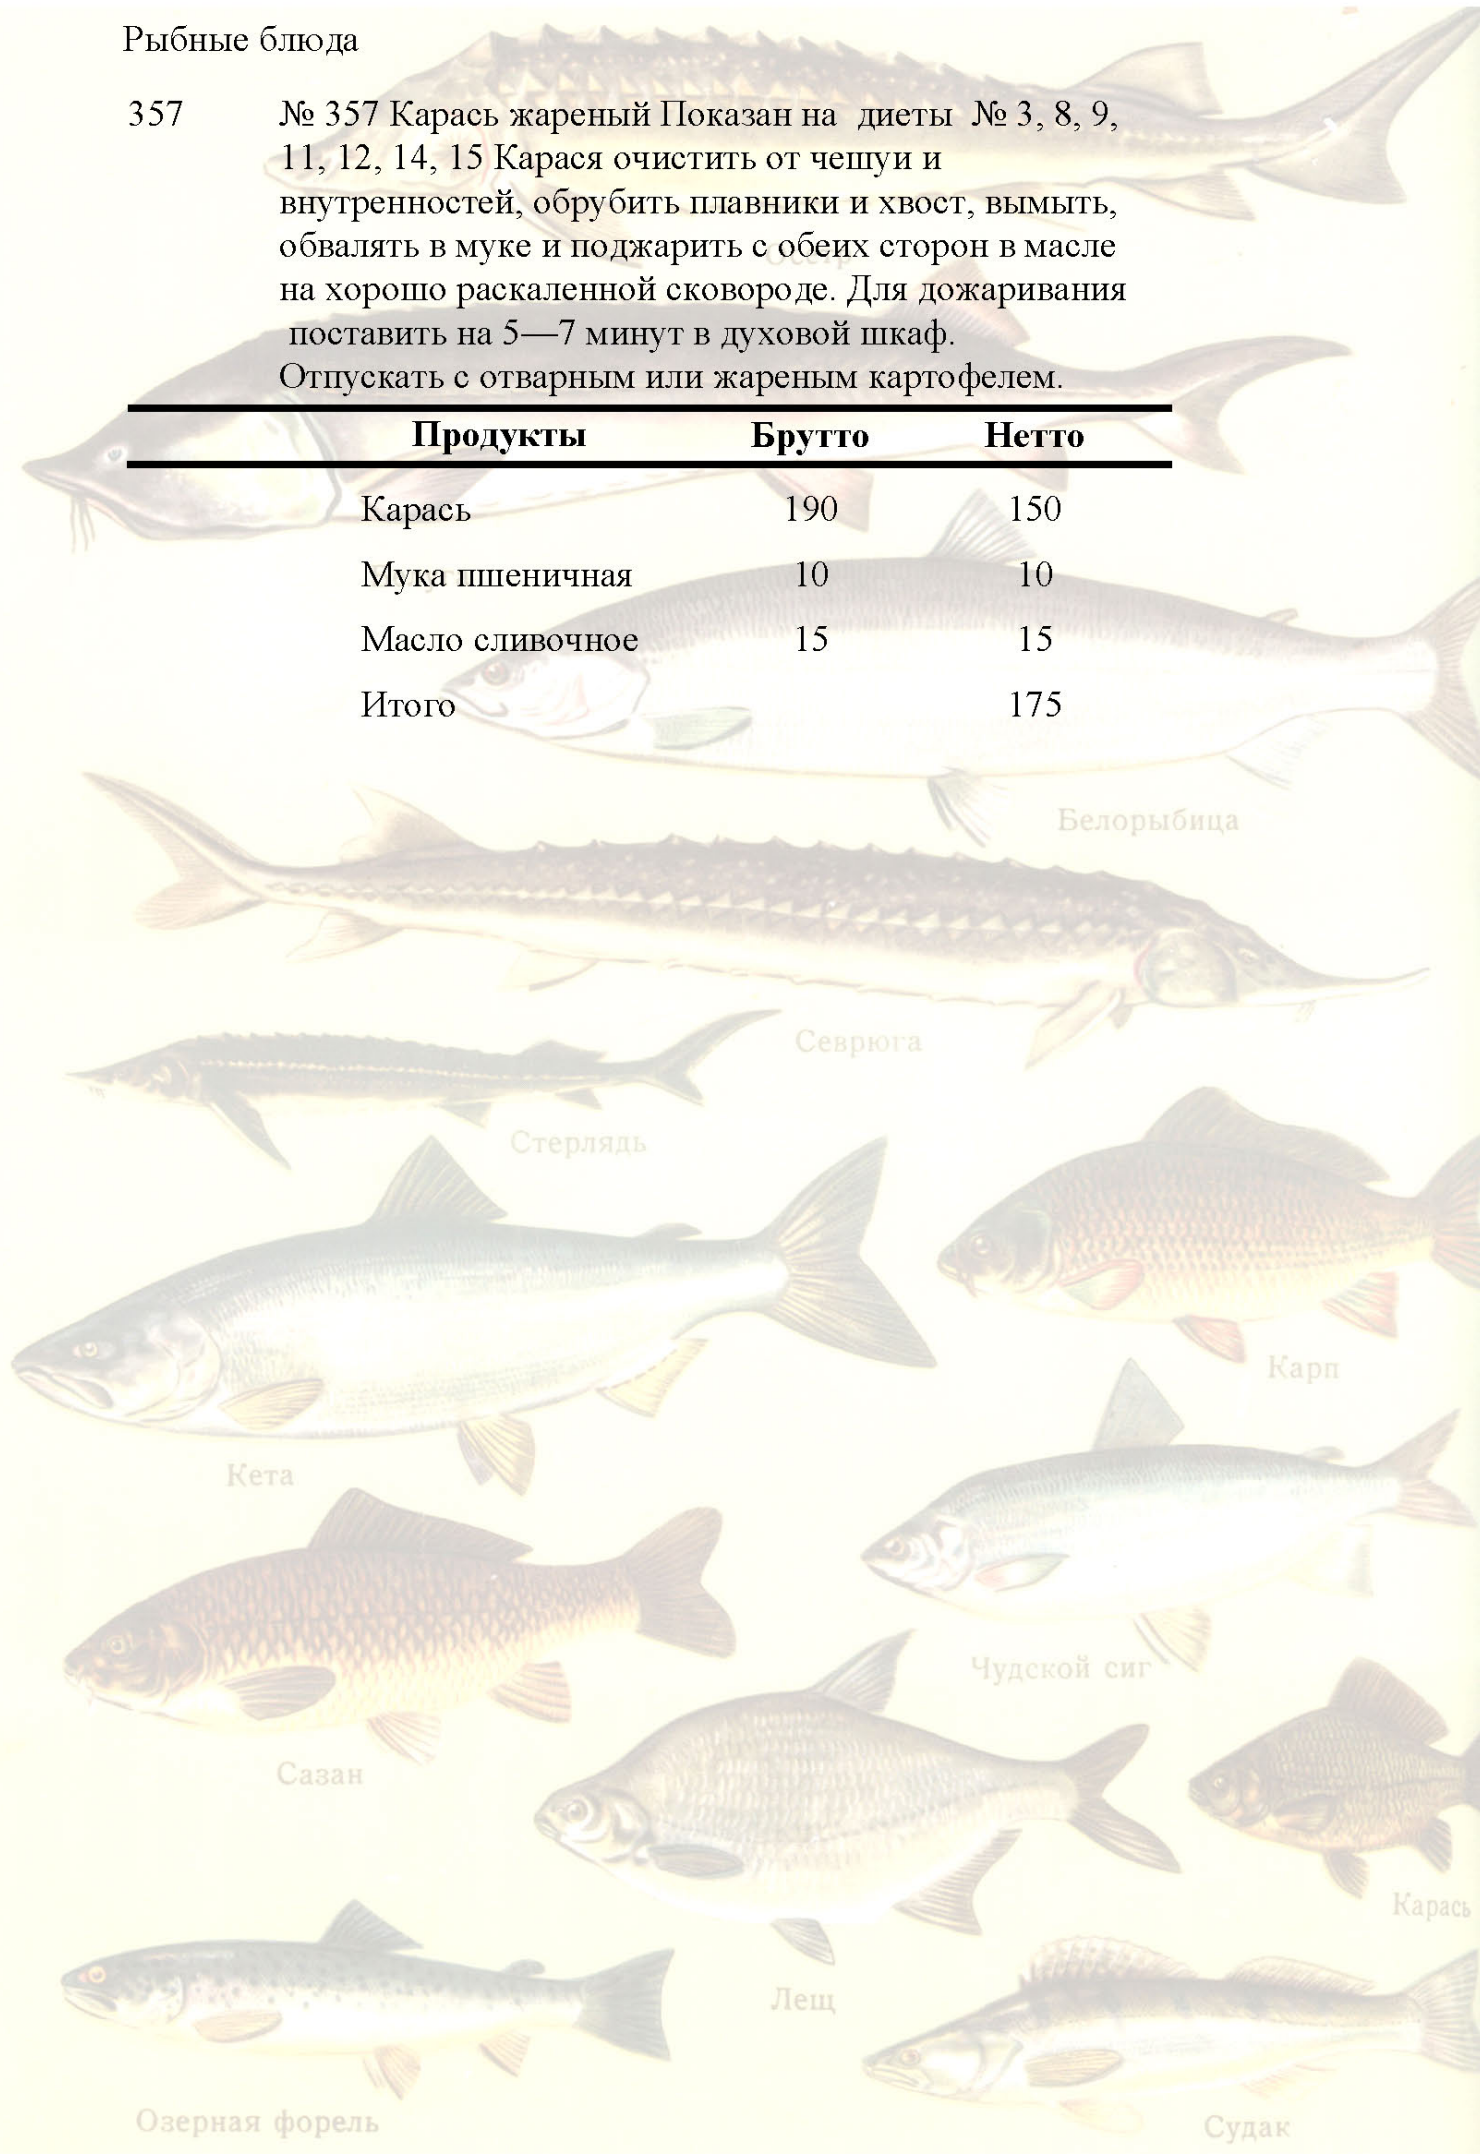 Рыбные блюда
357 № 357 Карась жареный Показан на диеты № 3, 8, 9,
11, 12, 14, 15 Карася очистить от чешуи и
внутренностей, обрубить плавники и хвост, вымыть,
обвалять в муке и поджарить с обеих сторон в масле
на хорошо раскаленной сковороде. Для дожаривания
поставить на 5—7 минут в духовой шкаф.
Отпускать с отварным или жареным картофелем.
Продукты Брутто Нетто
Карась 190 150
Мука пшеничная 10 10
Масло сливочное 15 15
Итого 175
Белорыбица
Севрюга
Стерлядь
Карп
Кета
Чудской сиг
Сазан
Карась
Лещ
Озерная форель
Судак